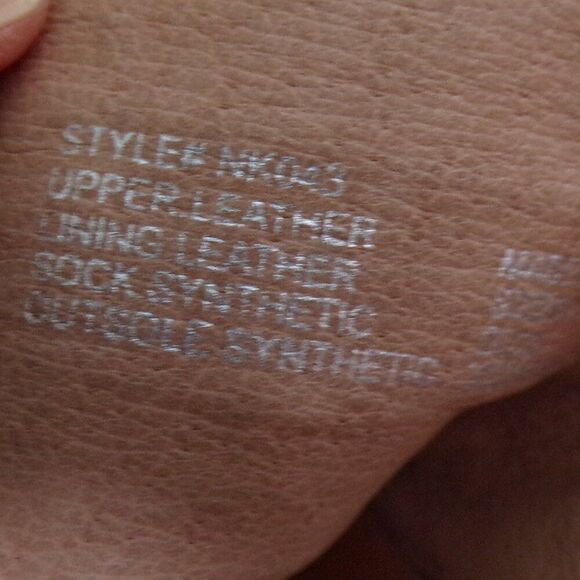 STYLE# NK043
UPPER.LEATHER
LINING LEATHER
SOCK.SYNTHETIC
OUTSOLE SYNTHETIC